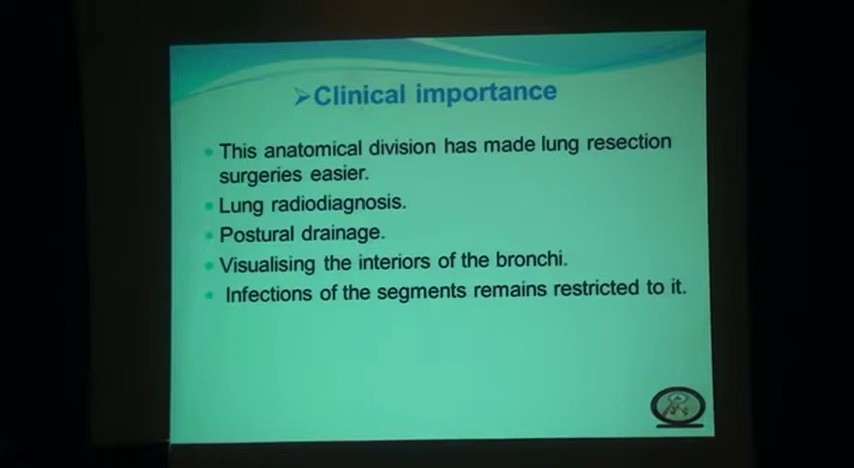 ➢Clinical importance
• This anatomical division has made lung resection
surgeries easier.
• Lung radiodiagnosis.
• Postural drainage.
• Visualising the interiors of the bronchi.
• Infections of the segments remains restricted to it.